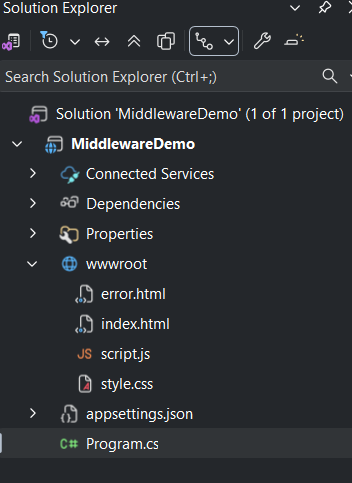 Solution Explorer
Search Solution Explorer (Ctrl+;)
Solution 'MiddlewareDemo' (1 of 1 project)
MiddlewareDemo
Connected Services
Dependencies
Properties
wwwroot
error.html
index.html
JS script.js
style.css
appsettings.json
C# Program.cs